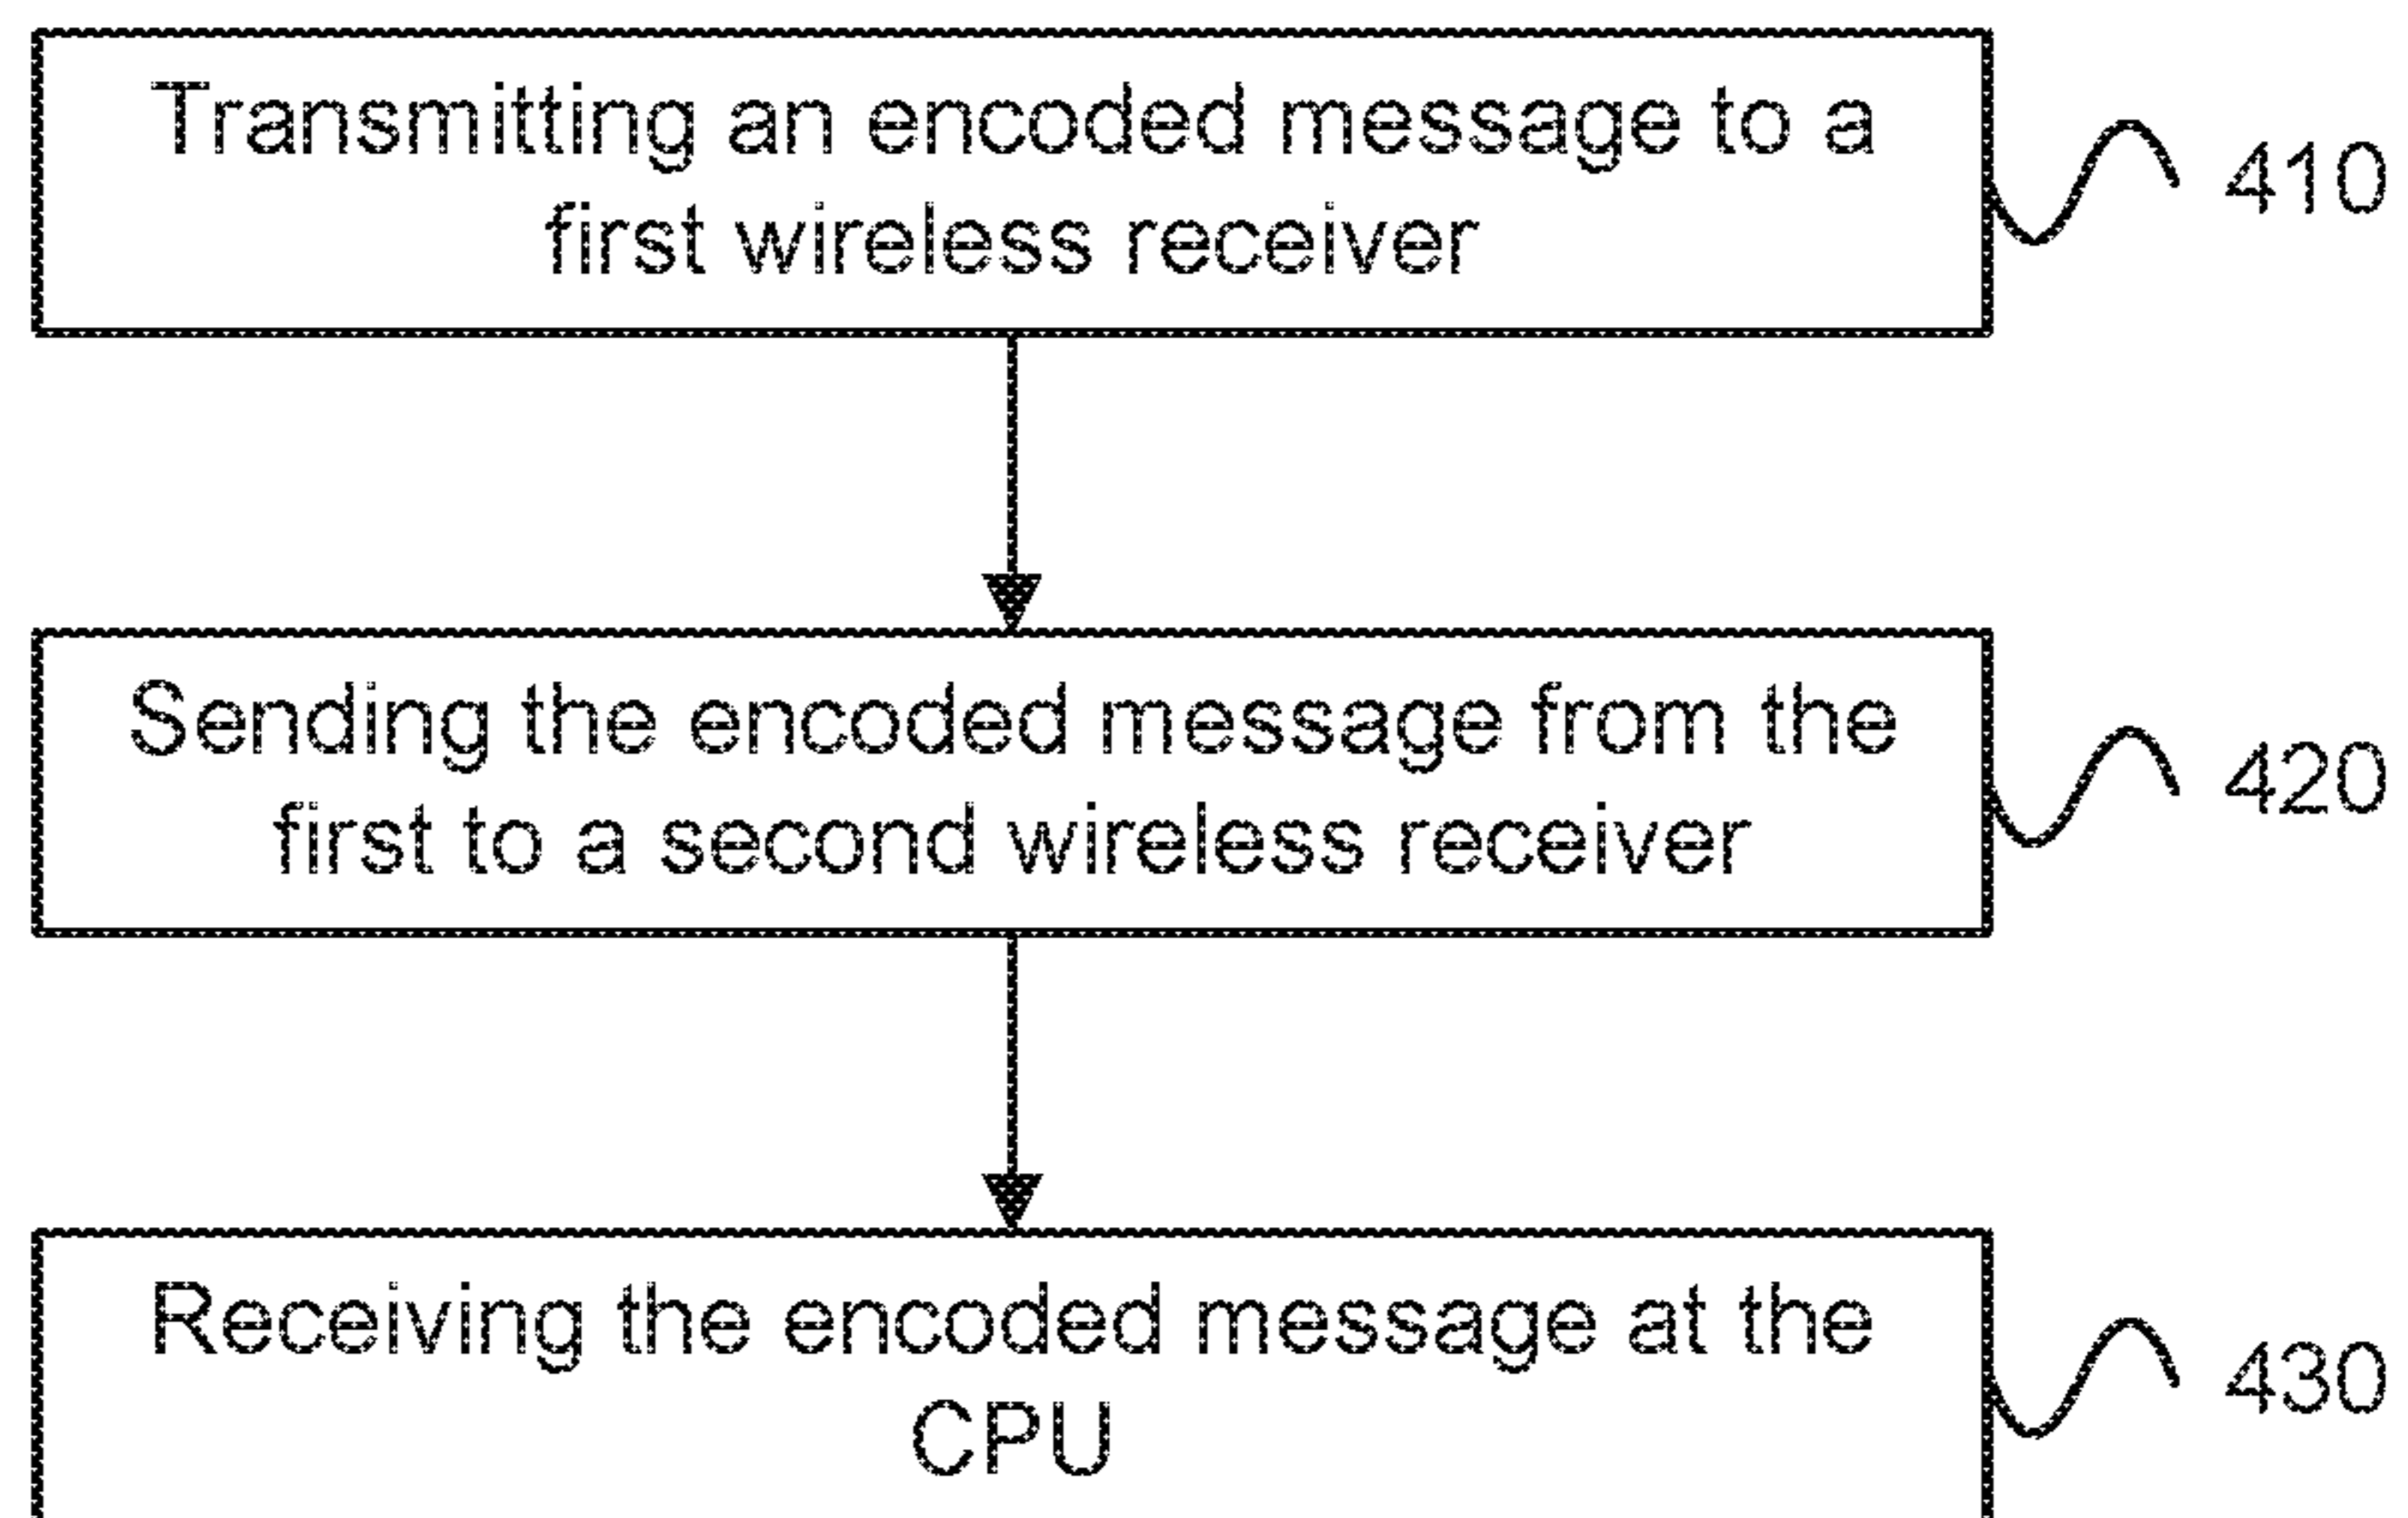 Transmitting an encoded message to a
first wireless receiver
410
Sending the encoded message from the
first to a second wireless receiver
420
Receiving the encoded message at the
CPU
430